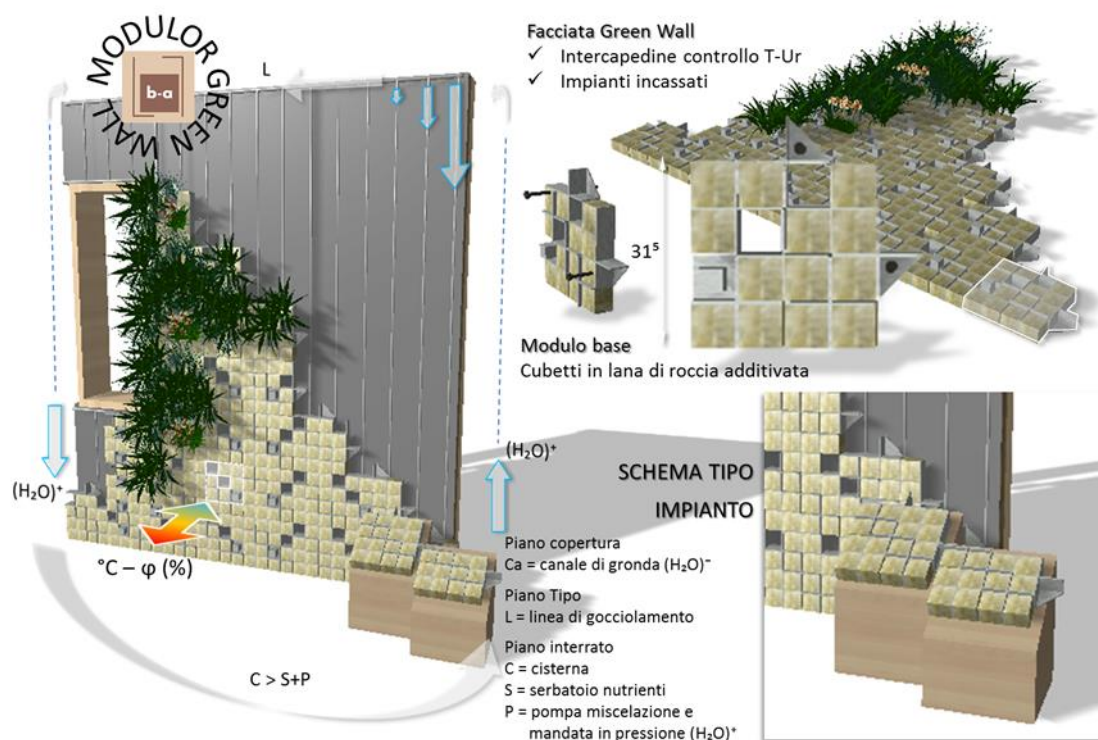 MODULOR GREEN WALL
b-a
L
Facciata Green Wall
✓ Intercapedine controllo T-Ur
✓ Impianti incassati
31⁵
Modulo base
Cubetti in lana di roccia additivata
(H₂O)⁺
(H₂O)⁺
SCHEMA TIPO
IMPIANTO
°C – φ (%)
Piano copertura
Ca = canale di gronda (H₂O)⁻
Piano Tipo
L = linea di gocciolamento
Piano interrato
C = cisterna
S = serbatoio nutrienti
P = pompa miscelazione e
mandata in pressione (H₂O)⁺
C > S+P